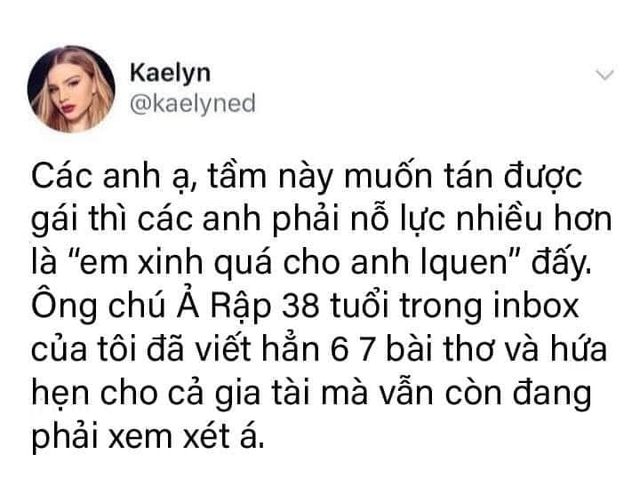 Kaelyn
@kaelyned
Các anh ạ, tầm này muốn tán được
gái thì các anh phải nỗ lực nhiều hơn
là “em xinh quá cho anh lquen” đấy.
Ông chú Ả Rập 38 tuổi trong inbox
của tôi đã viết hẳn 6 7 bài thơ và hứa
hẹn cho cả gia tài mà vẫn còn đang
phải xem xét á.